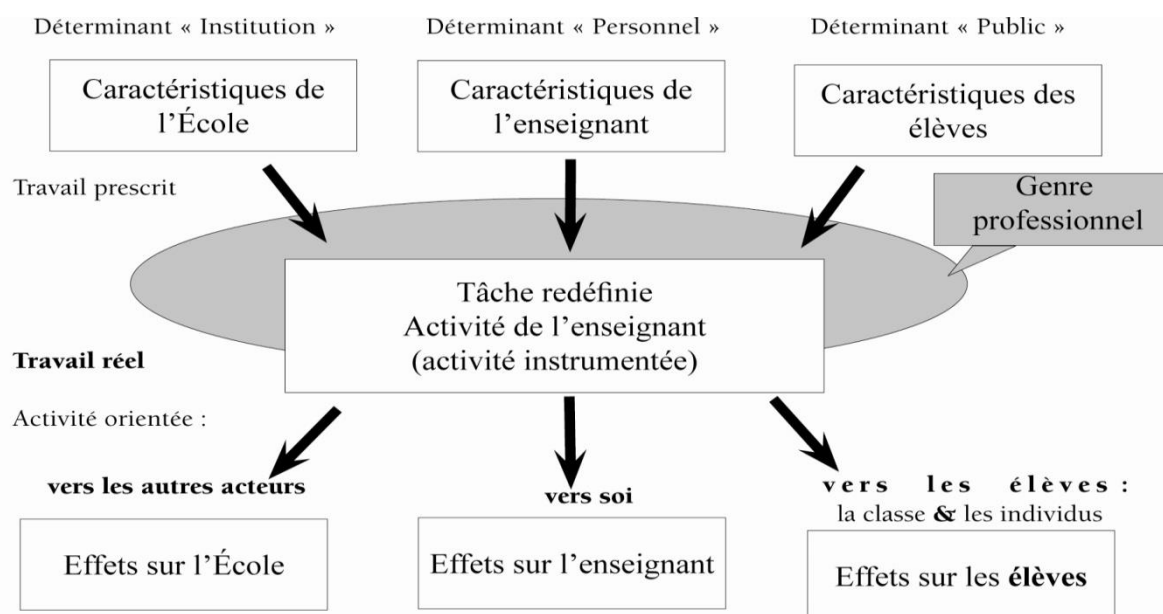 Déterminant « Institution »
Déterminant « Personnel »
Déterminant « Public »
Caractéristiques de
l’École
Caractéristiques de
l’enseignant
Caractéristiques des
élèves
Travail prescrit
Genre
professionnel
Tâche redéfinie
Activité de l’enseignant
(activité instrumentée)
Travail réel
Activité orientée :
vers les autres acteurs
vers soi
vers les élèves :
la classe & les individus
Effets sur l’École
Effets sur l’enseignant
Effets sur les élèves